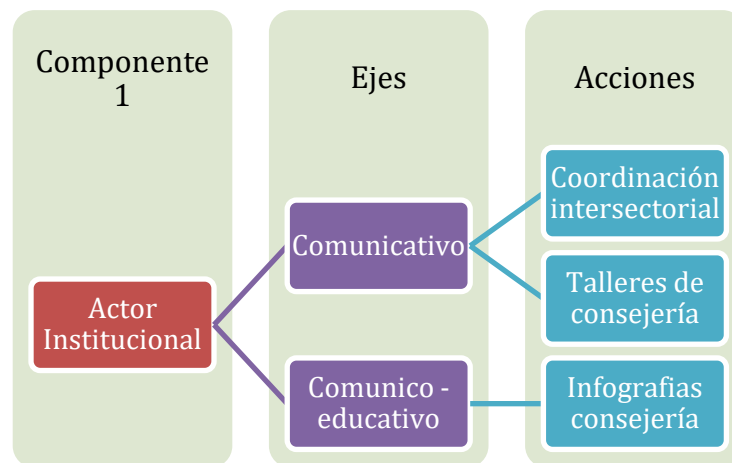 Componente
1
Ejes
Acciones
Actor
Institucional
Comunicativo
Comunico -
educativo
Coordinación
intersectorial
Talleres de
consejería
Infografias
consejería